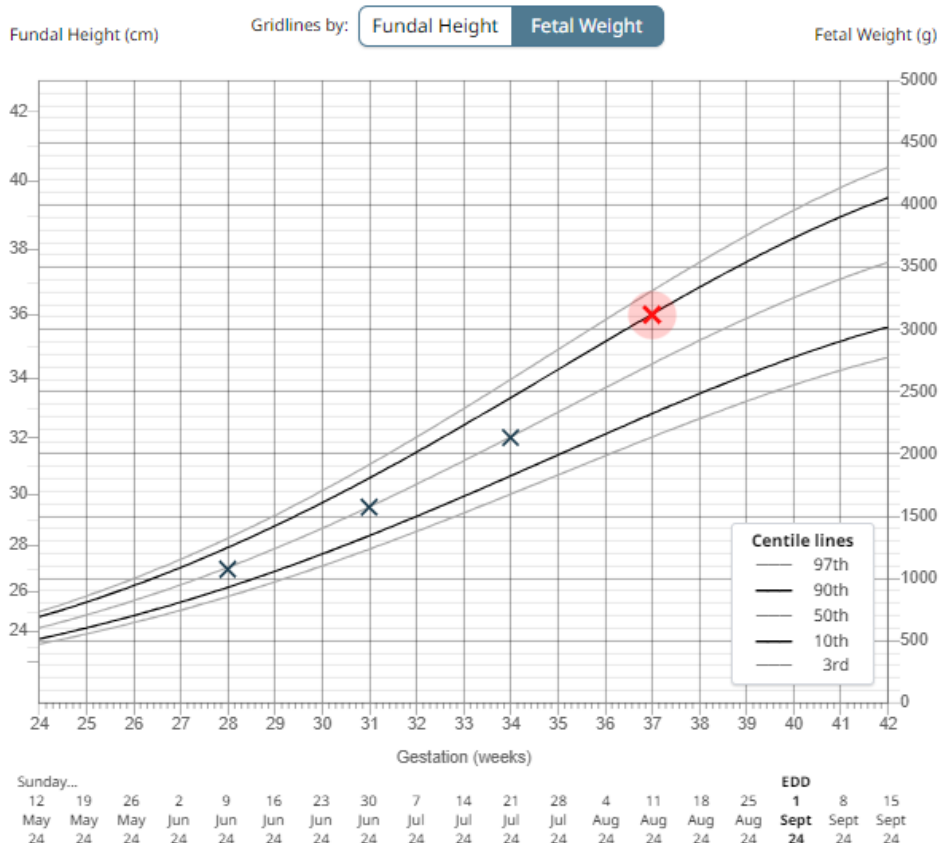 Fundal Height (cm) Gridlines by: Fundal Height Fetal Weight Fetal Weight (g)
5000
42
4500
40
4000
38
3500
36
3000
34
2500
32
2000
30
1500
28
1000
26
24
500
0
Centile lines
97th
90th
50th
10th
3rd
24 25 26 27 28 29 30 31 32 33 34 35 36 37 38 39 40 41 42
Gestation (weeks)
Sunday... EDD
12 19 26 2 9 16 23 30 7 14 21 28 4 11 18 25 1 8 15
May May May Jun Jun Jun Jun Jun Jul Jul Jul Jul Aug Aug Aug Aug Sept Sept Sept
24 24 24 24 24 24 24 24 24 24 24 24 24 24 24 24 24 24 24